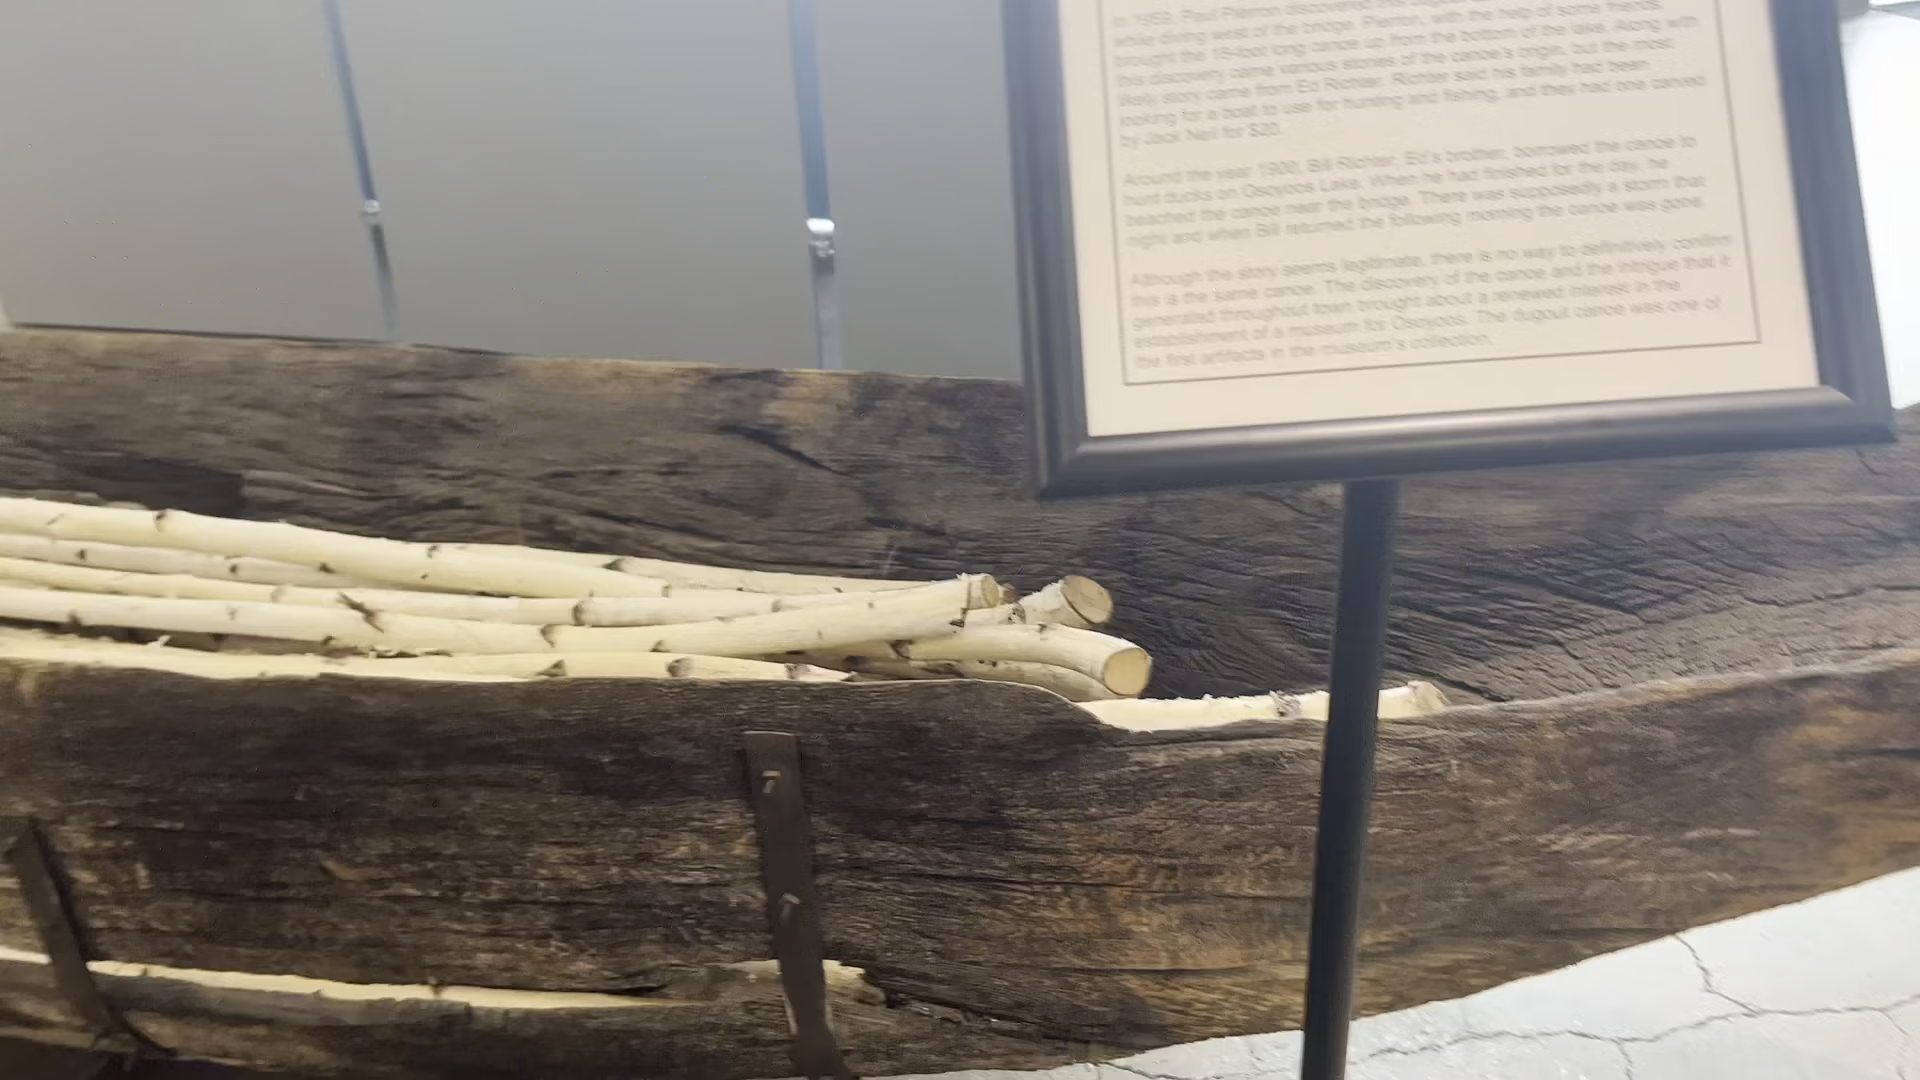 In 1959, Paul Pierron discovered this dugout
while diving west of the bridge. Pierron, with the help of some friends,
brought the 18-foot long canoe up from the bottom of the lake. Along with
this discovery came various stories of the canoe's origin, but the most
likely story came from Ed Richter. Richter said his family had been
looking for a boat to use for hunting and fishing, and they had one carved
by Jack Neil for $20.
Around the year 1900, Bill Richter, Ed's brother, borrowed the canoe to
hunt ducks on Osoyoos Lake. When he had finished for the day, he
beached the canoe near the bridge. There was supposedly a storm that
night and when Bill returned the following morning the canoe was gone.
Although the story seems legitimate, there is no way to definitively confirm
this is the same canoe. The discovery of the canoe and the intrigue that it
generated throughout town brought about a renewed interest in the
establishment of a museum for Osoyoos. The dugout canoe was one of
the first artifacts in the museum's collection.